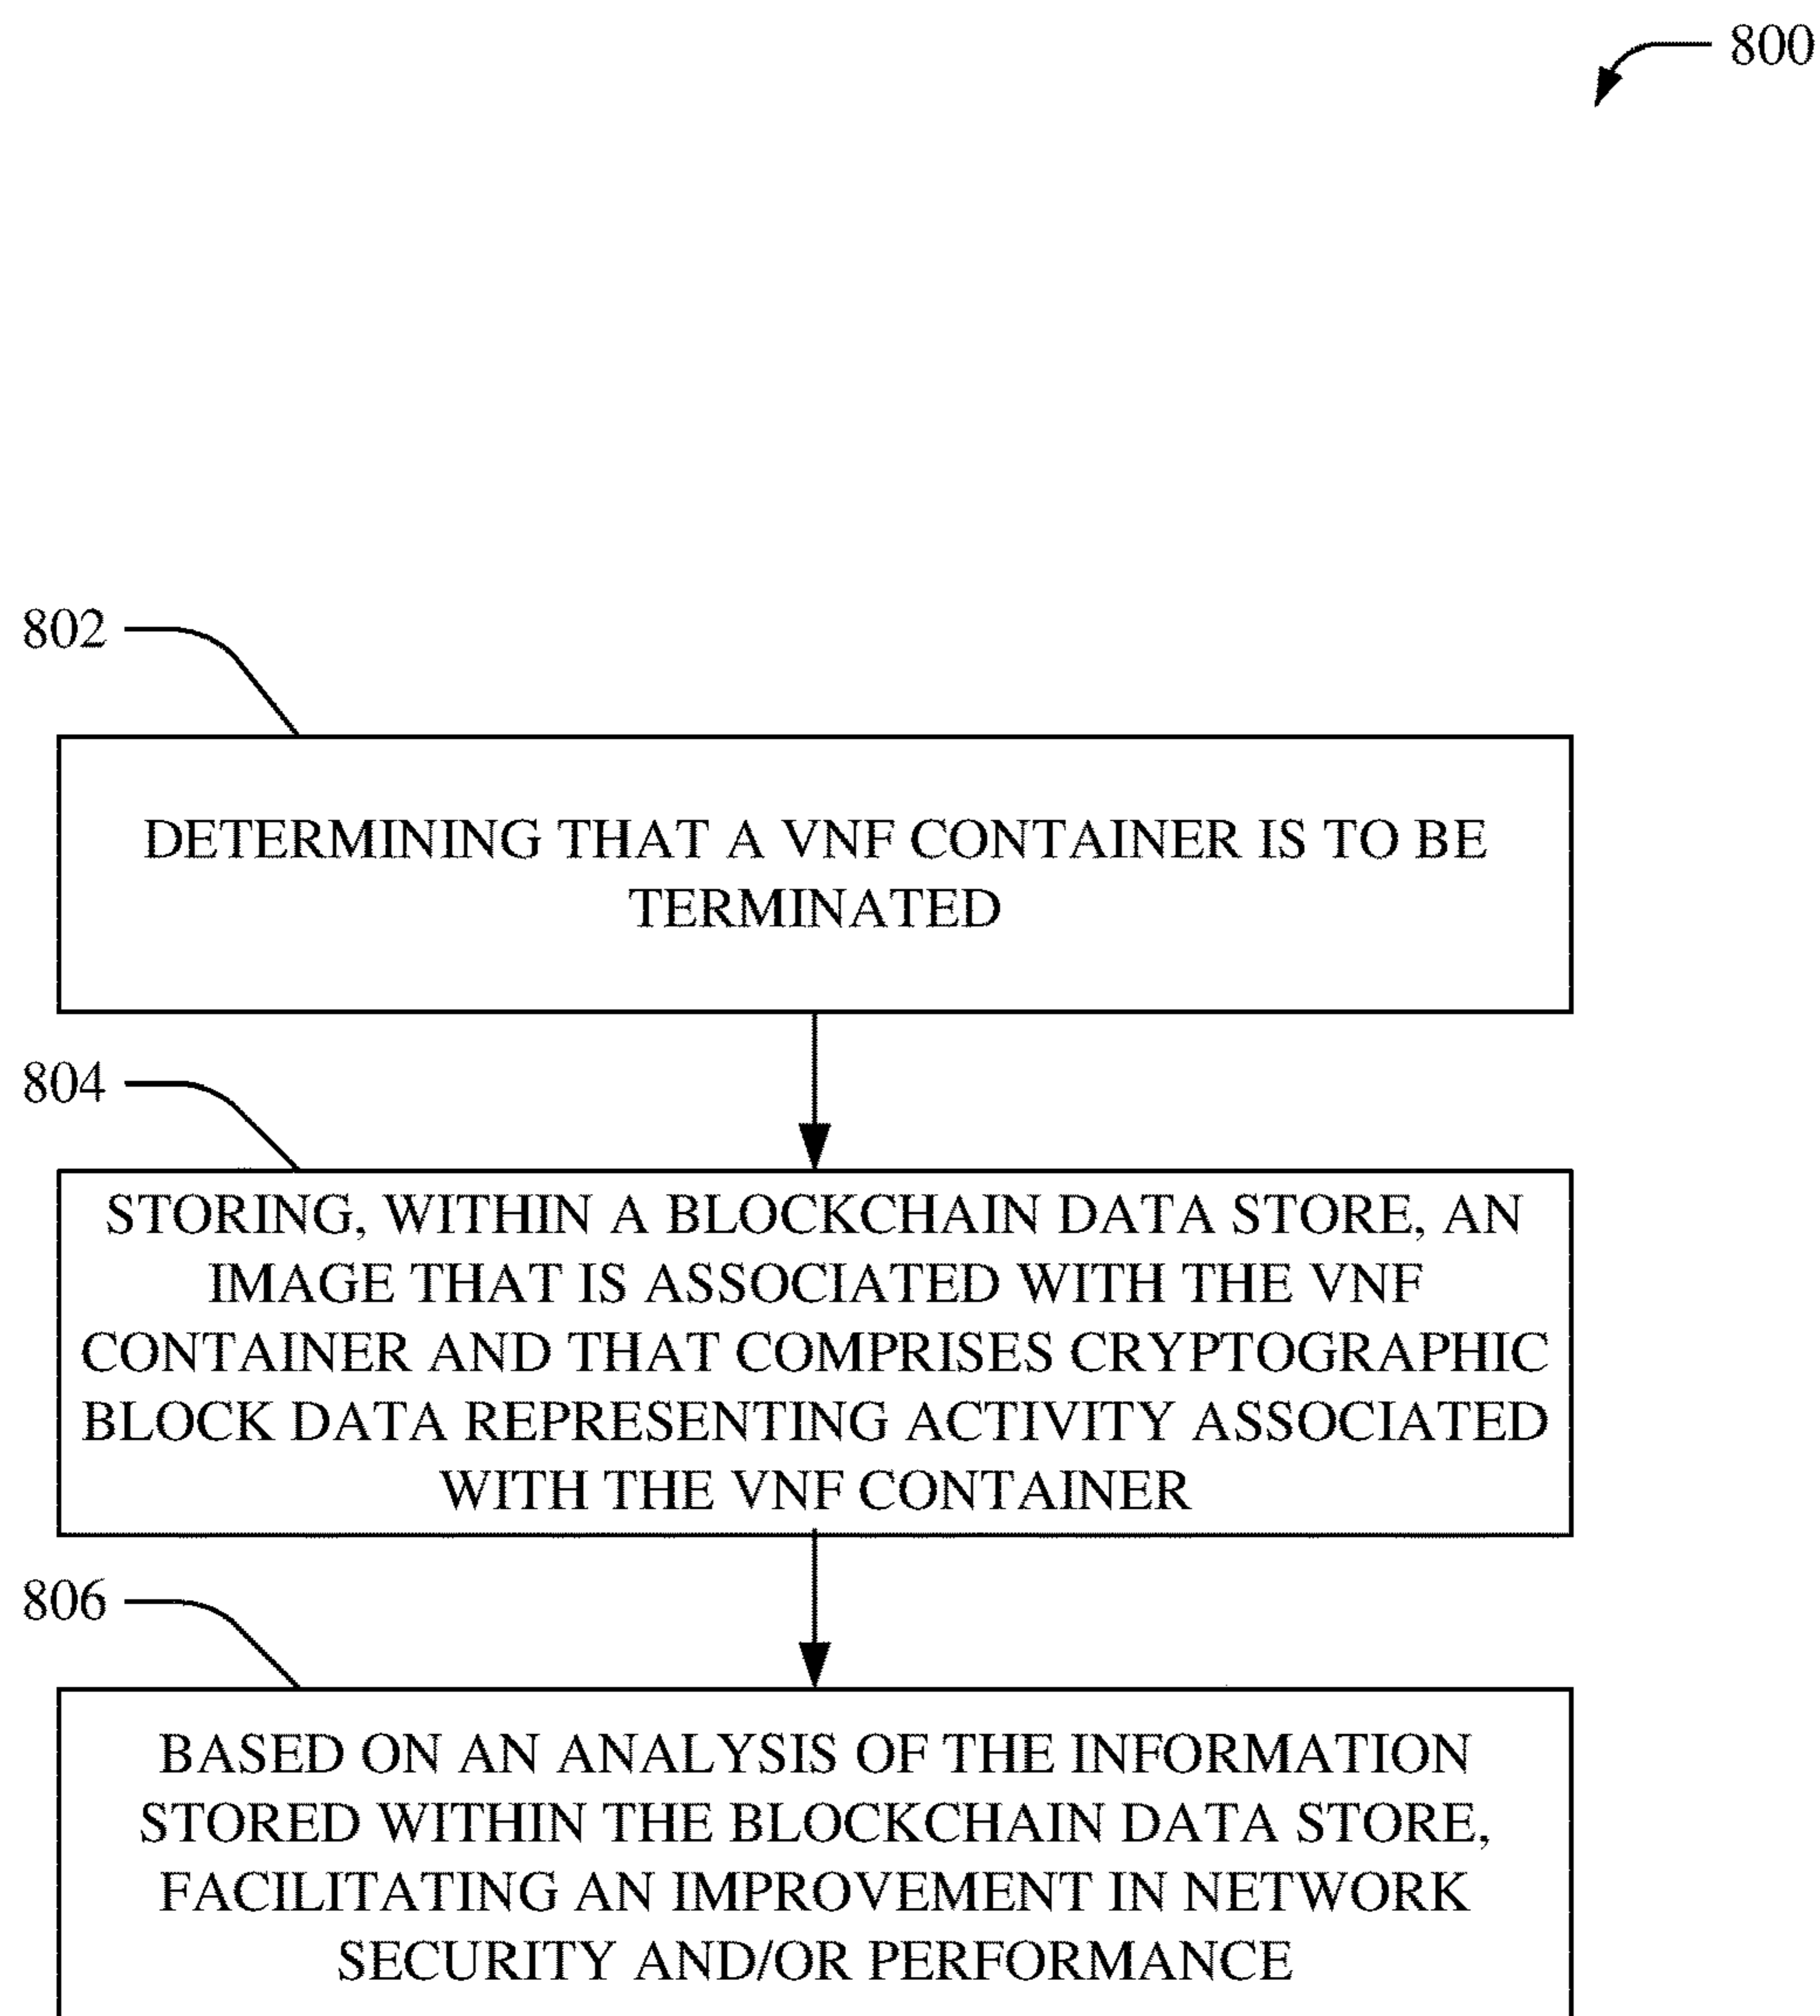 800
802
DETERMINING THAT A VNF CONTAINER IS TO BE
TERMINATED
804
STORING, WITHIN A BLOCKCHAIN DATA STORE, AN
IMAGE THAT IS ASSOCIATED WITH THE VNF
CONTAINER AND THAT COMPRISES CRYPTOGRAPHIC
BLOCK DATA REPRESENTING ACTIVITY ASSOCIATED
WITH THE VNF CONTAINER
806
BASED ON AN ANALYSIS OF THE INFORMATION
STORED WITHIN THE BLOCKCHAIN DATA STORE,
FACILITATING AN IMPROVEMENT IN NETWORK
SECURITY AND/OR PERFORMANCE